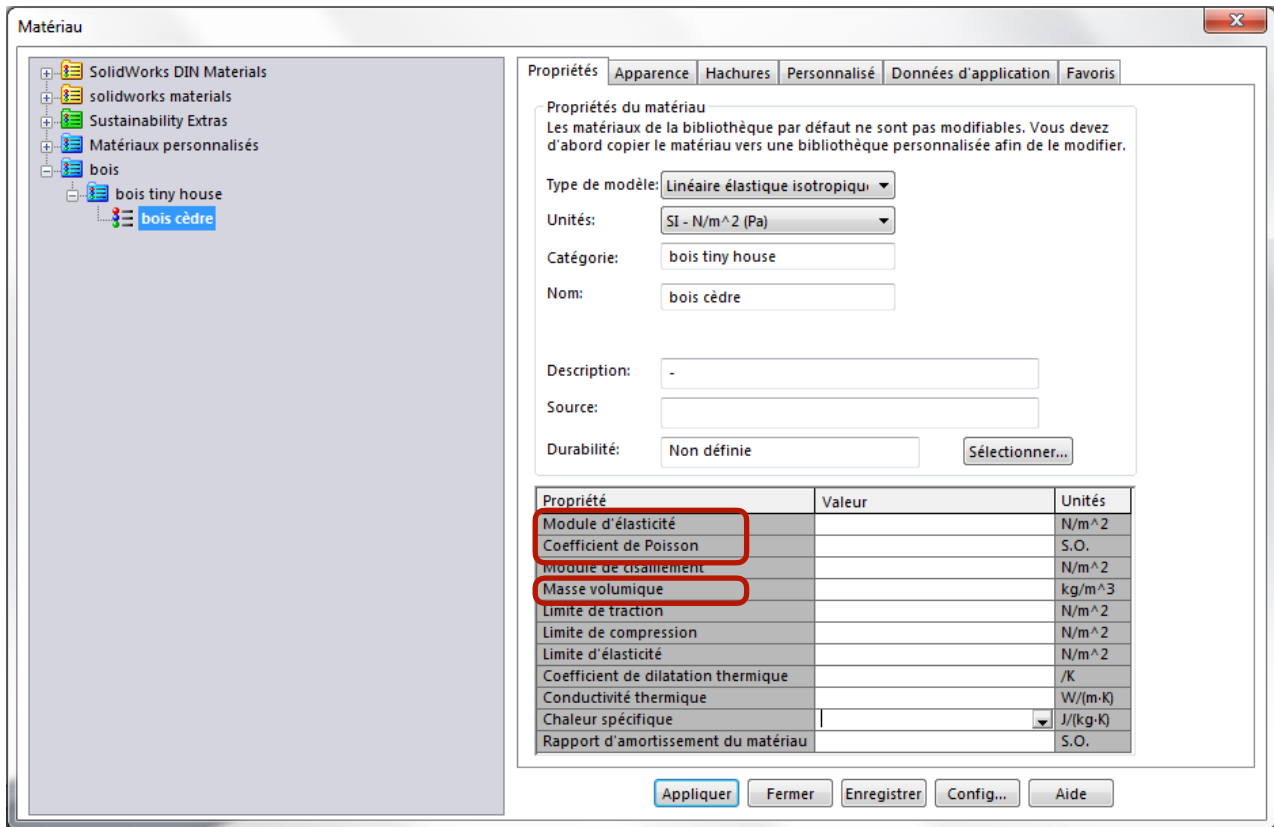 Matériau
SolidWorks DIN Materials
solidworks materials
Sustainability Extras
Matériaux personnalisés
bois
bois tiny house
bois cèdre
Propriétés Apparence Hachures Personnalisé Données d'application Favoris
Propriétés du matériau
Les matériaux de la bibliothèque par défaut ne sont pas modifiables. Vous devez
d'abord copier le matériau vers une bibliothèque personnalisée afin de le modifier.
Type de modèle: Linéaire élastique isotropiqu
Unités: SI - N/m^2 (Pa)
Catégorie: bois tiny house
Nom: bois cèdre
Description: -
Source:
Durabilité: Non définie Sélectionner...
Propriété Valeur Unités
Module d'élasticité N/m^2
Coefficient de Poisson S.O.
Module de cisaillement N/m^2
Masse volumique kg/m^3
Limite de traction N/m^2
Limite de compression N/m^2
Limite d'élasticité N/m^2
Coefficient de dilatation thermique /K
Conductivité thermique W/(m·K)
Chaleur spécifique J/(kg·K)
Rapport d'amortissement du matériau S.O.
Appliquer Fermer Enregistrer Config... Aide